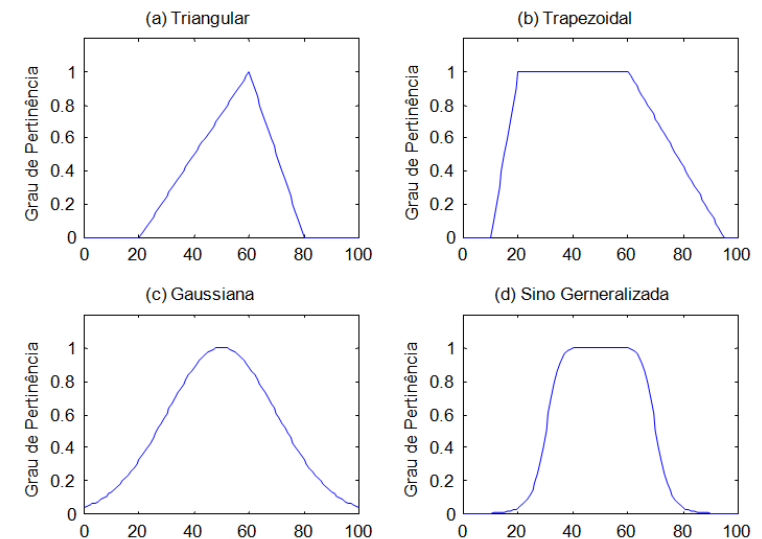 (a) Triangular
Grau de Pertinência
1
0.8
0.6
0.4
0.2
0
0 20 40 60 80 100
(b) Trapezoidal
Grau de Pertinência
1
0.8
0.6
0.4
0.2
0
0 20 40 60 80 100
(c) Gaussiana
Grau de Pertinência
1
0.8
0.6
0.4
0.2
0
0 20 40 60 80 100
(d) Sino Gerneralizada
Grau de Pertinência
1
0.8
0.6
0.4
0.2
0
0 20 40 60 80 100